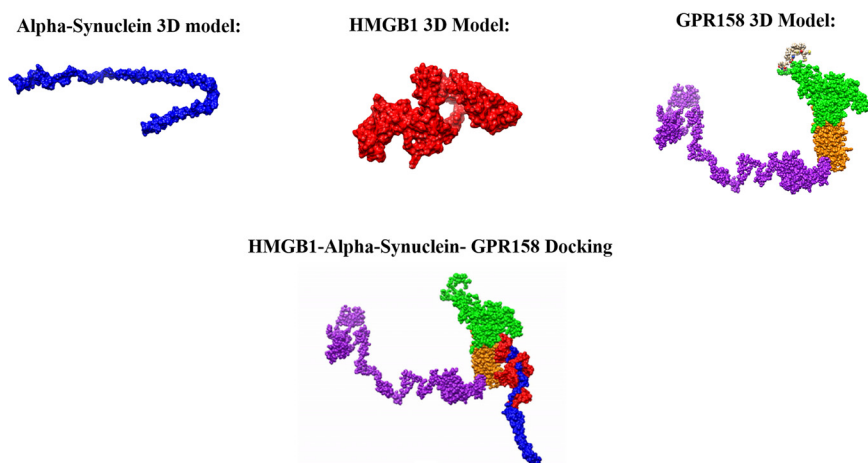 Alpha-Synuclein 3D model:
HMGB1 3D Model:
GPR158 3D Model:
HMGB1-Alpha-Synuclein- GPR158 Docking